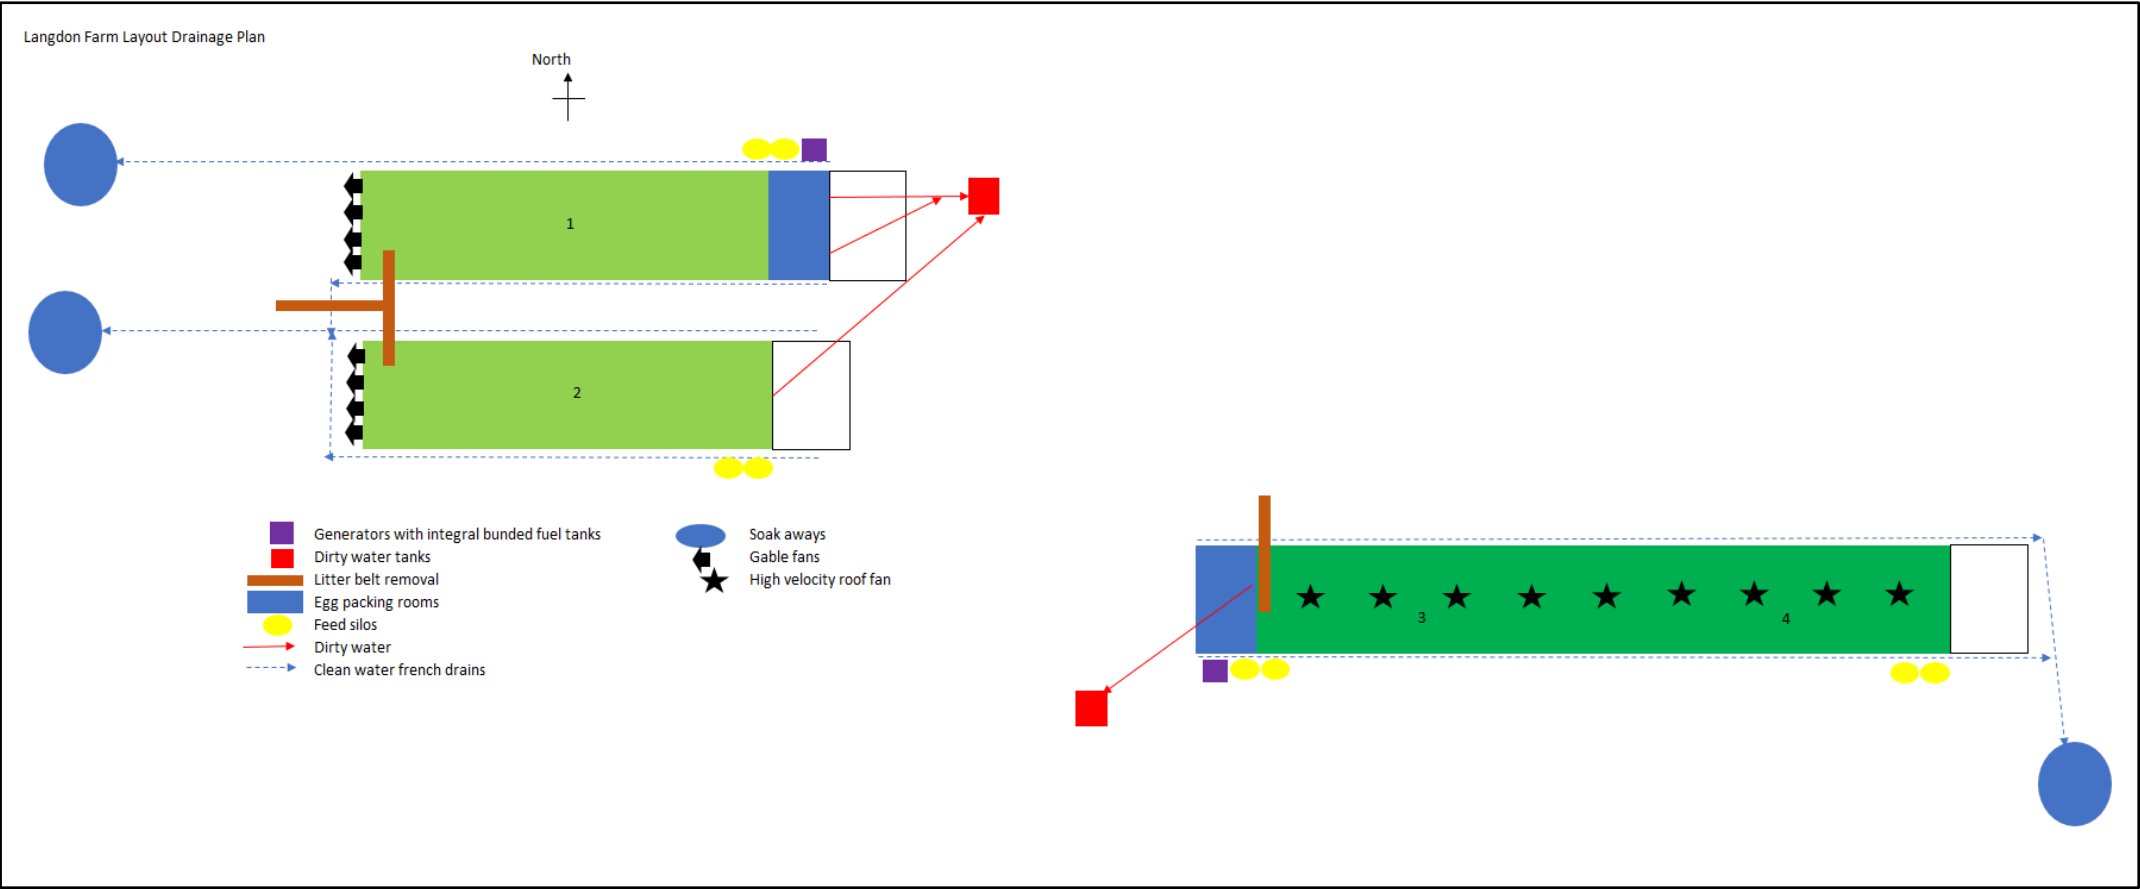 Langdon Farm Layout Drainage Plan
North
1
2
Generators with integral bunded fuel tanks
Dirty water tanks
Litter belt removal
Egg packing rooms
Feed silos
Dirty water
Clean water french drains
Soak aways
Gable fans
High velocity roof fan
3
4